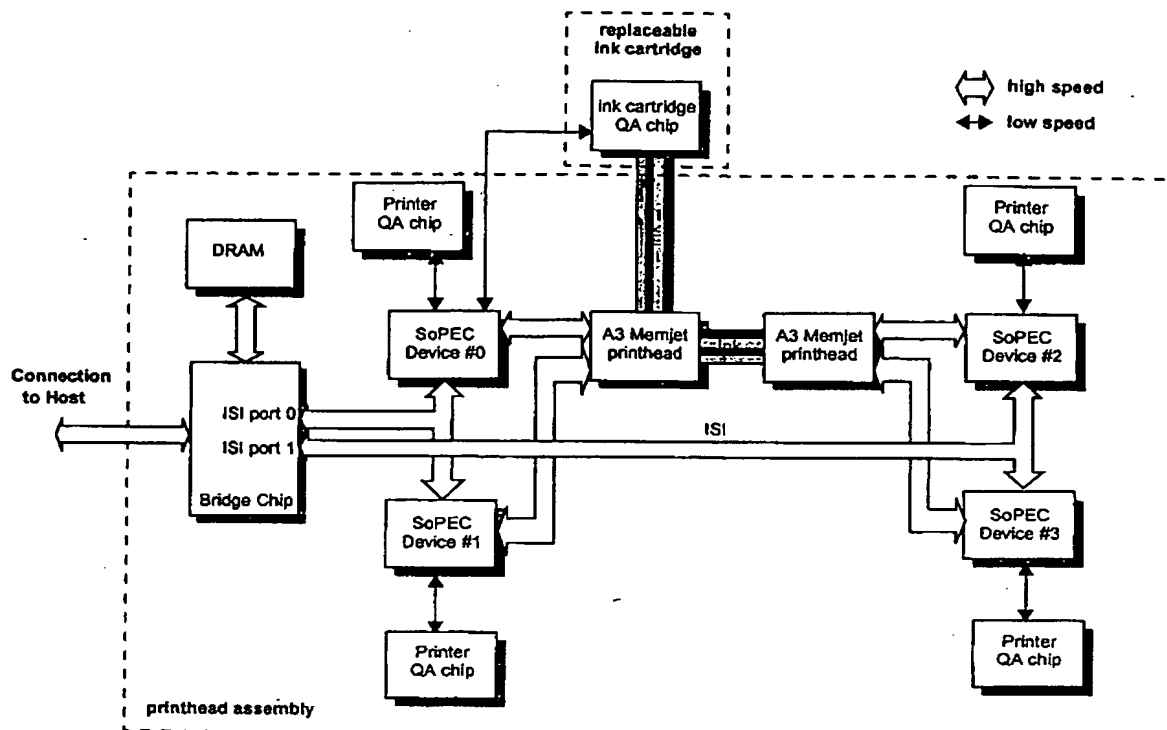 replaceable
ink cartridge
ink cartridge
QA chip
high speed
low speed
Printer
QA chip
Printer
QA chip
DRAM
SoPEC
Device #0
A3 Memjet
printhead
Ink
A3 Memjet
printhead
SoPEC
Device #2
Connection
to Host
ISI port 0
ISI port 1
ISI
Bridge Chip
SoPEC
Device #1
SoPEC
Device #3
Printer
QA chip
Printer
QA chip
printhead assembly